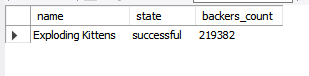 name state backers_count
Exploding Kittens successful 219382